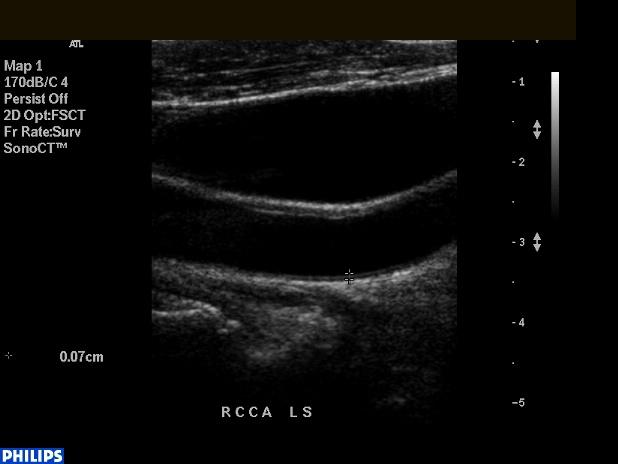 ATL
Map 1
170dB/C 4
Persist Off
2D Opt:FSCT
Fr Rate:Surv
SonoCT™
1
2
3
4
5
0.07cm
RCCA LS
PHILIPS